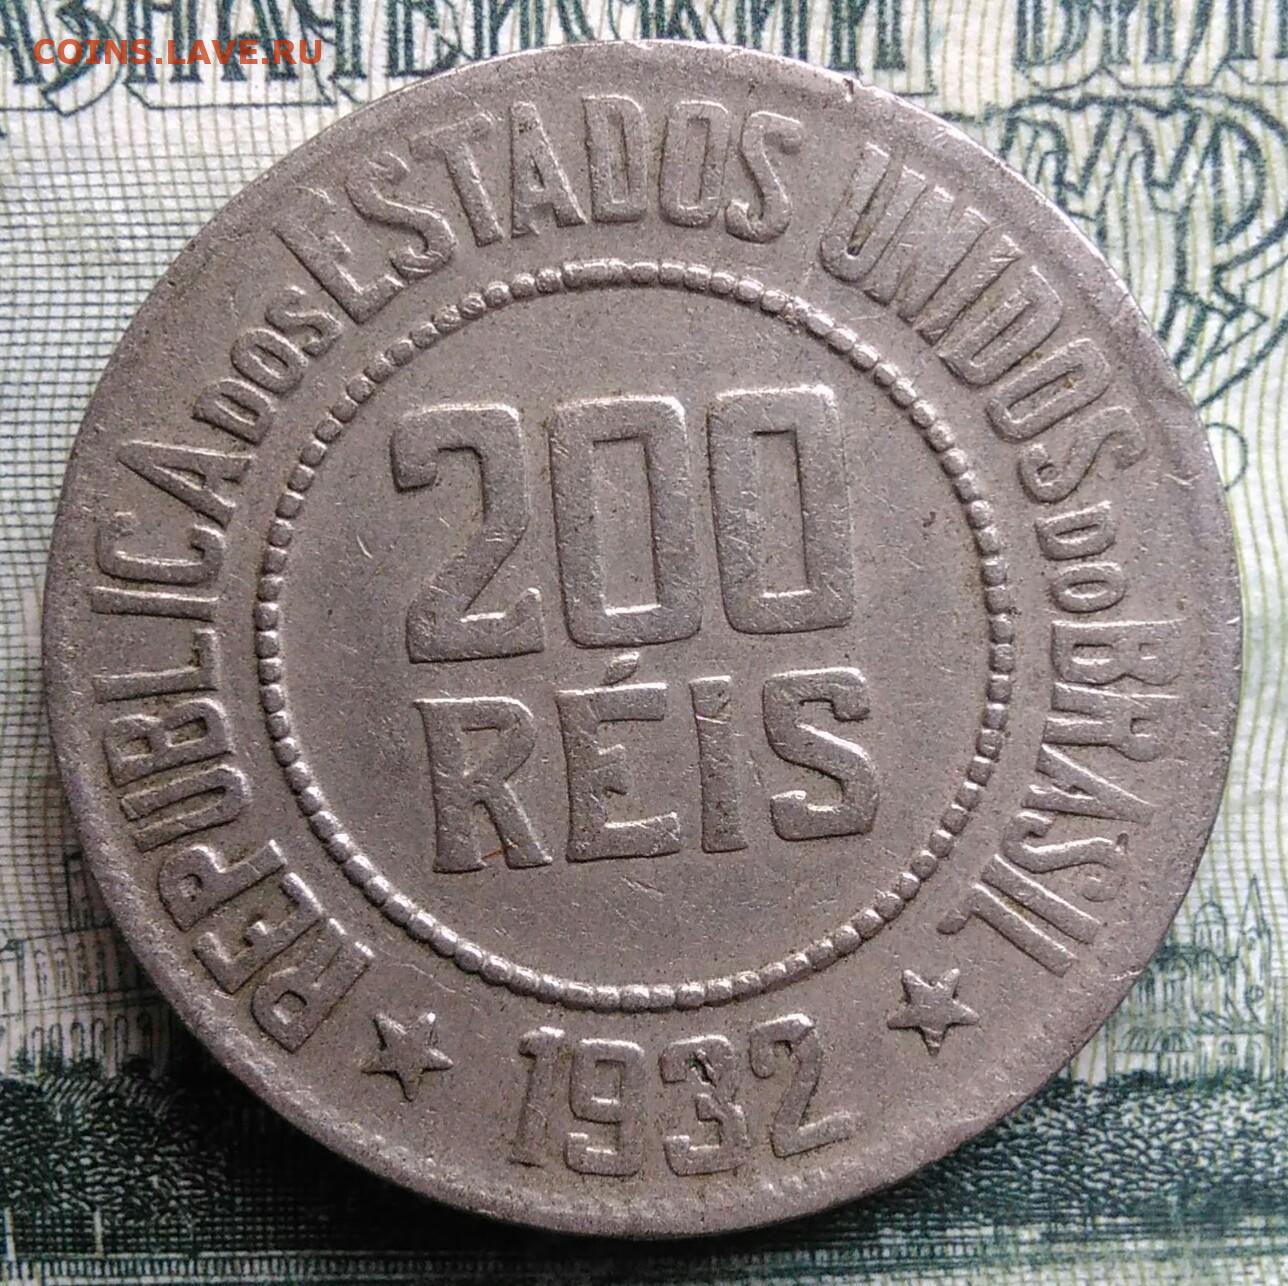 COINS.LAVE.RU
REPUBLICA DOS ESTADOS UNIDOS DO BRASIL
200
RÉIS
1932